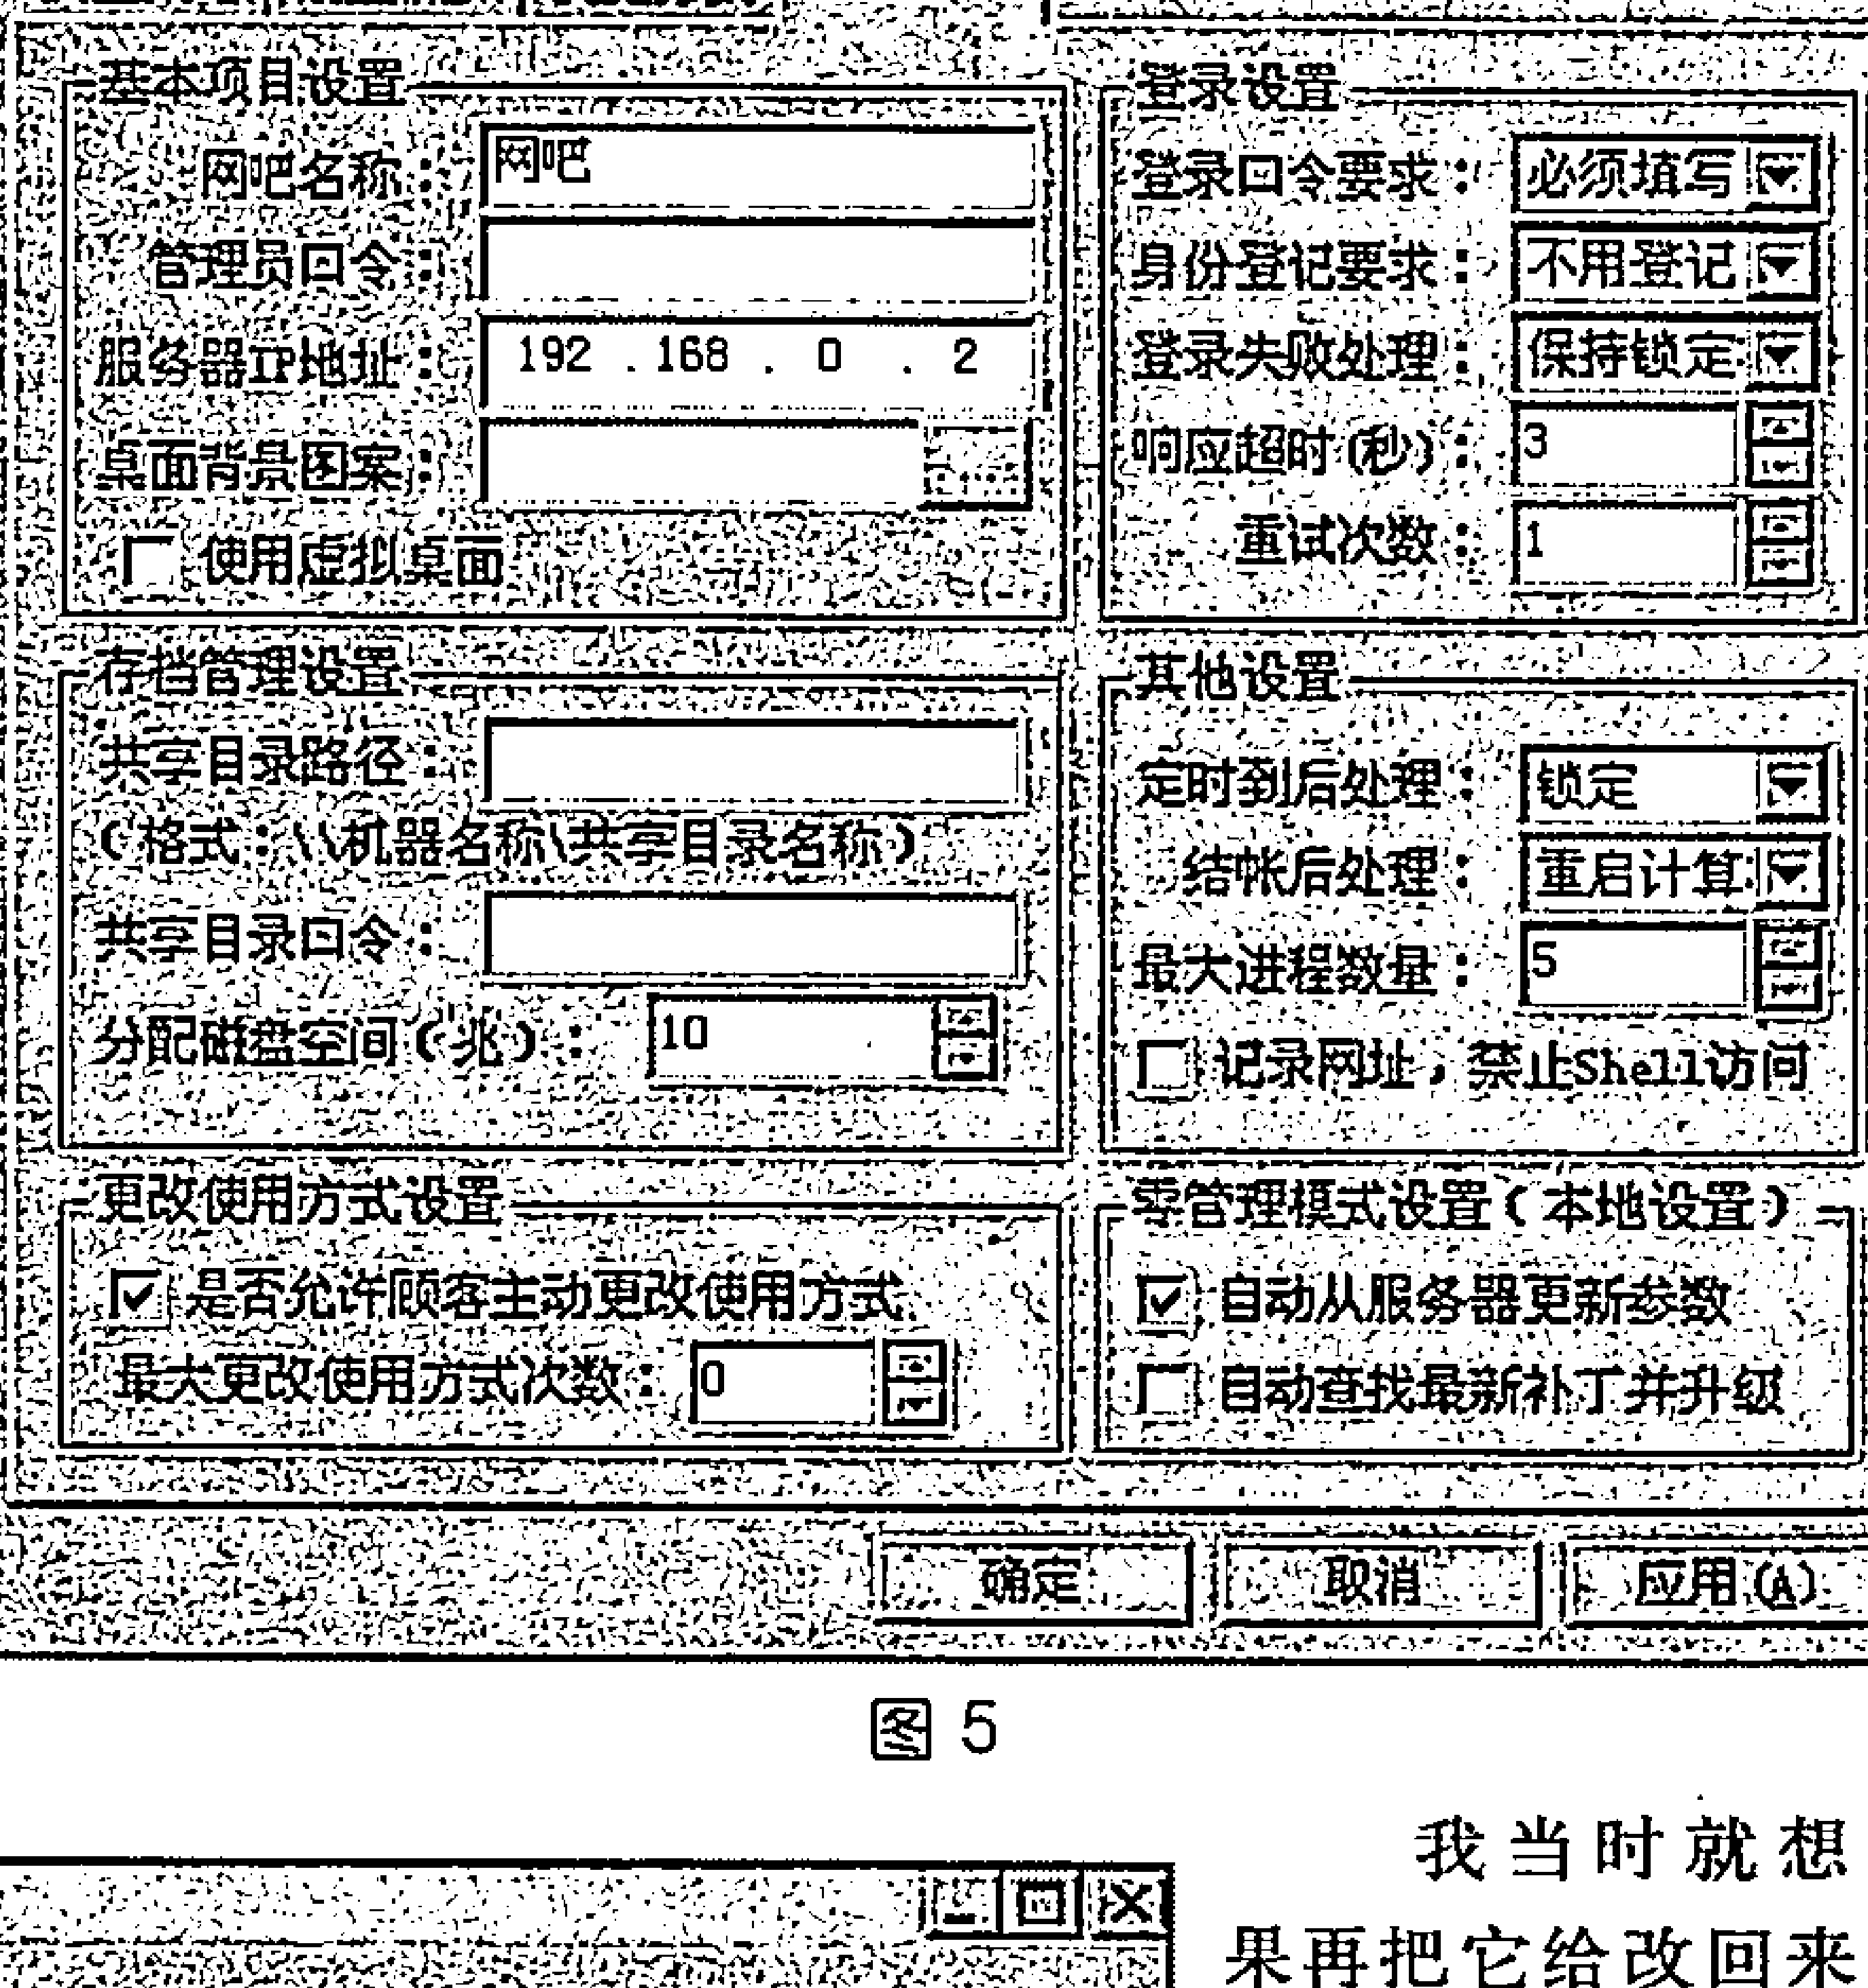 基本项目设置
网吧名称：网吧
管理员口令：
服务器IP地址：192 . 168 . 0 . 2
桌面背景图案：
使用虚拟桌面
登录设置
登录口令要求：必须填写
身份登记要求：不用登记
登录失败处理：保持锁定
响应超时(秒)：3
重试次数：1
存档管理设置
共享目录路径：
(格式：\\机器名称\共享目录名称)
共享目录口令：
分配磁盘空间(兆)：10
其他设置
定时到后处理：锁定
结帐后处理：重启计算
最大进程数量：5
记录网址，禁止Shell访问
更改使用方式设置
是否允许顾客主动更改使用方式
最大更改使用方式次数：0
零管理模式设置(本地设置)
自动从服务器更新参数
自动查找最新补丁并升级
确定 取消 应用(A)
图 5
我当时就想
果再把它给改回来